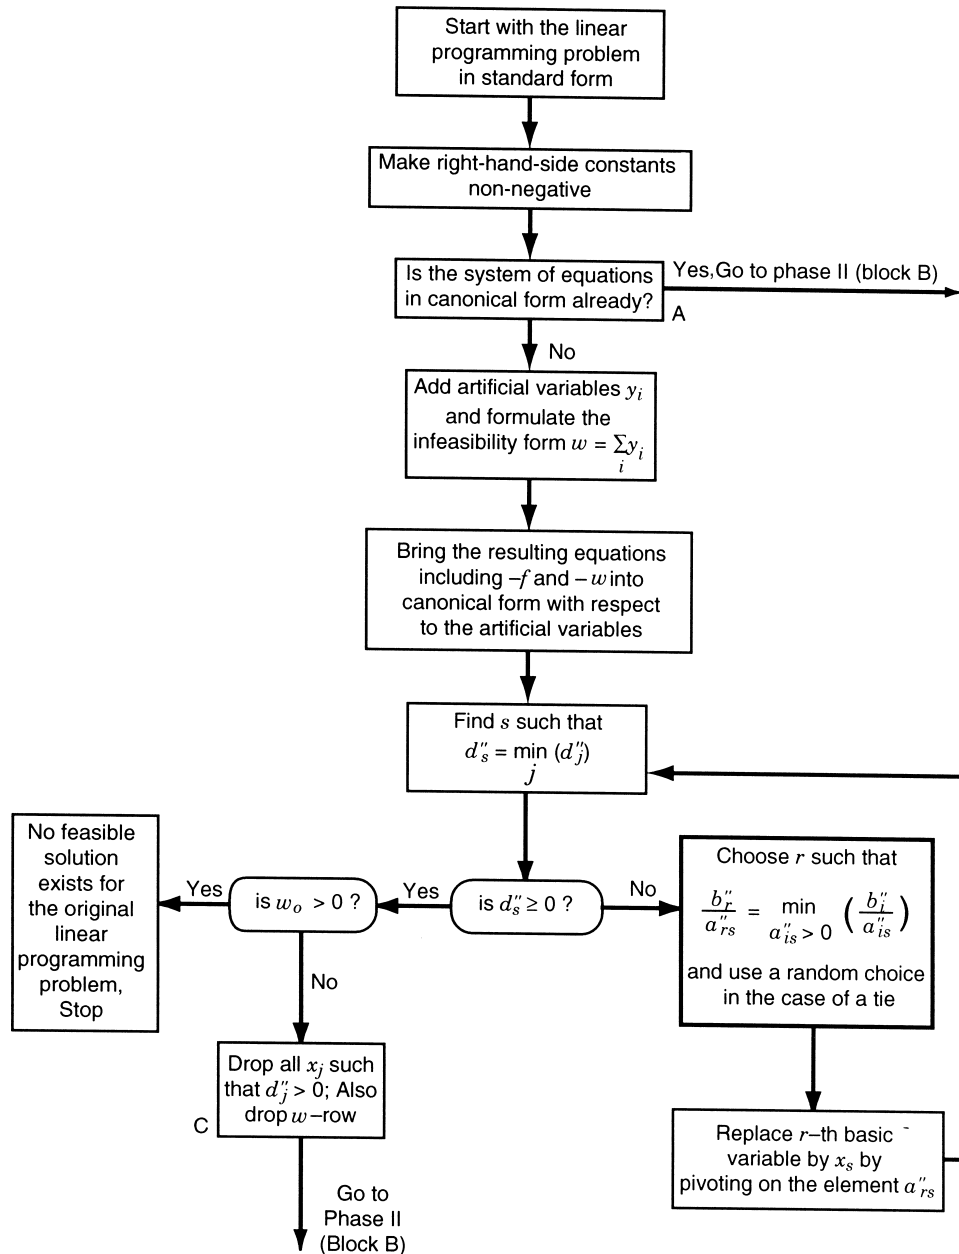 Start with the linear
programming problem
in standard form
Make right-hand-side constants
non-negative
Is the system of equations
in canonical form already?
Yes,Go to phase II (block B)
A
No
Add artificial variables yᵢ
and formulate the
infeasibility form w = Σyᵢ
i
Bring the resulting equations
including –f and – w into
canonical form with respect
to the artificial variables
Find s such that
d″ₛ = min (d″ⱼ)
j
is d″ₛ ≥ 0 ?
Yes
is wₒ > 0 ?
Yes
No feasible
solution
exists for
the original
linear
programming
problem,
Stop
No
Choose r such that
b″ᵣ / a″ᵣₛ = min (b″ᵢ / a″ᵢₛ)
a″ᵢₛ > 0
and use a random choice
in the case of a tie
Replace r–th basic
variable by xₛ by
pivoting on the element a″ᵣₛ
No
Drop all xⱼ such
that d″ⱼ > 0; Also
drop w–row
C
Go to
Phase II
(Block B)